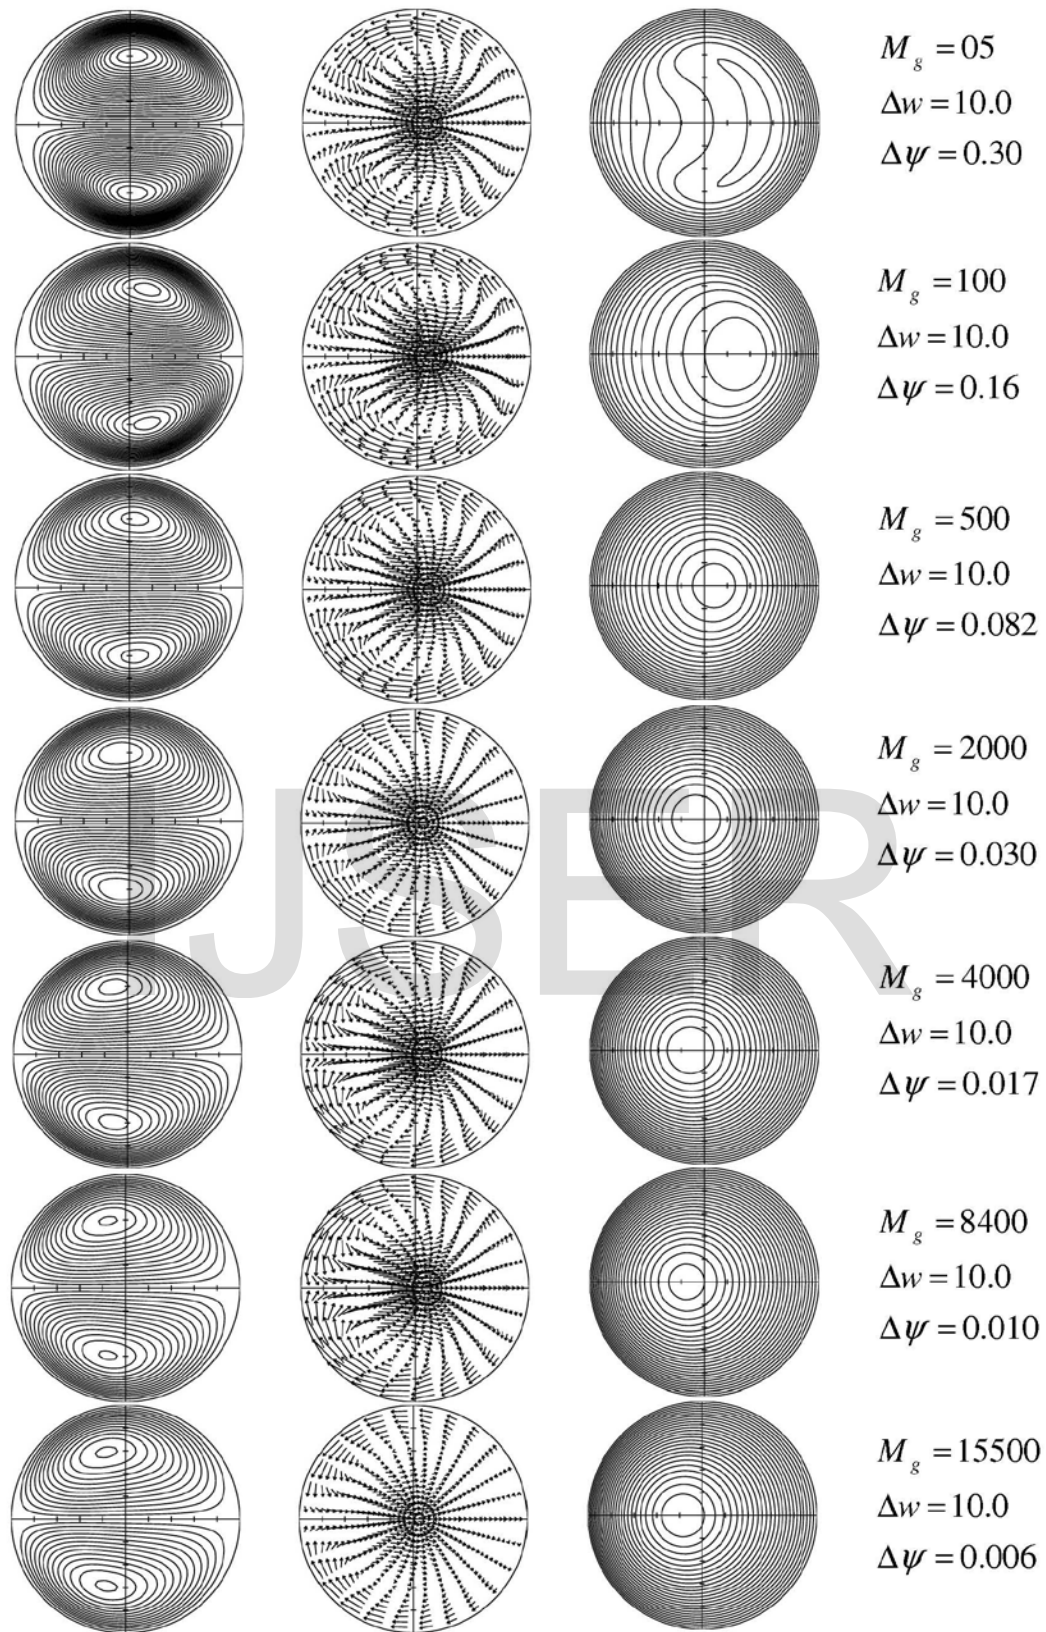 M_g = 05
Δw = 10.0
Δψ = 0.30
M_g = 100
Δw = 10.0
Δψ = 0.16
M_g = 500
Δw = 10.0
Δψ = 0.082
M_g = 2000
Δw = 10.0
Δψ = 0.030
IJSER
M_g = 4000
Δw = 10.0
Δψ = 0.017
M_g = 8400
Δw = 10.0
Δψ = 0.010
M_g = 15500
Δw = 10.0
Δψ = 0.006